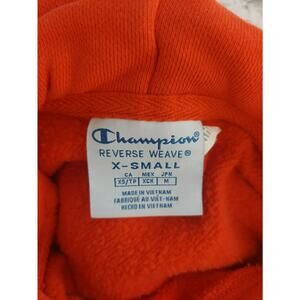 Champion®
REVERSE WEAVE®
X-SMALL
CA MEX JPN
XS/TP XCH M
MADE IN VIETNAM
FABRIQUÉ AU VIET-NAM
HECHO EN VIETNAM